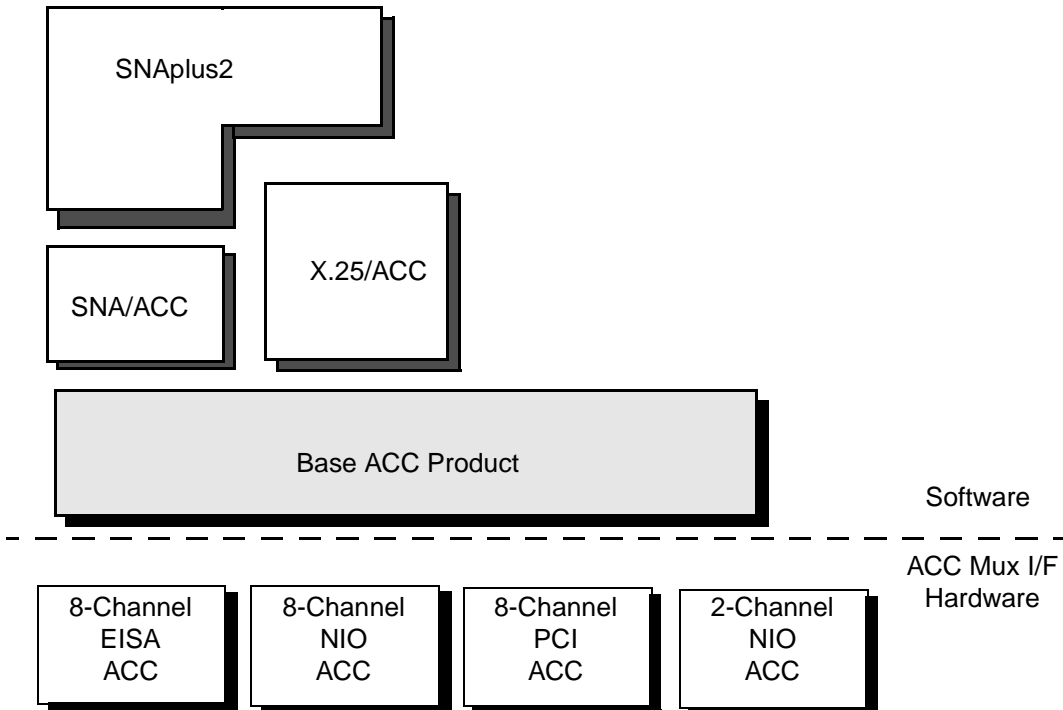 SNAplus2
X.25/ACC
SNA/ACC
Base ACC Product
Software
ACC Mux I/F
Hardware
8-Channel
EISA
ACC
8-Channel
NIO
ACC
8-Channel
PCI
ACC
2-Channel
NIO
ACC